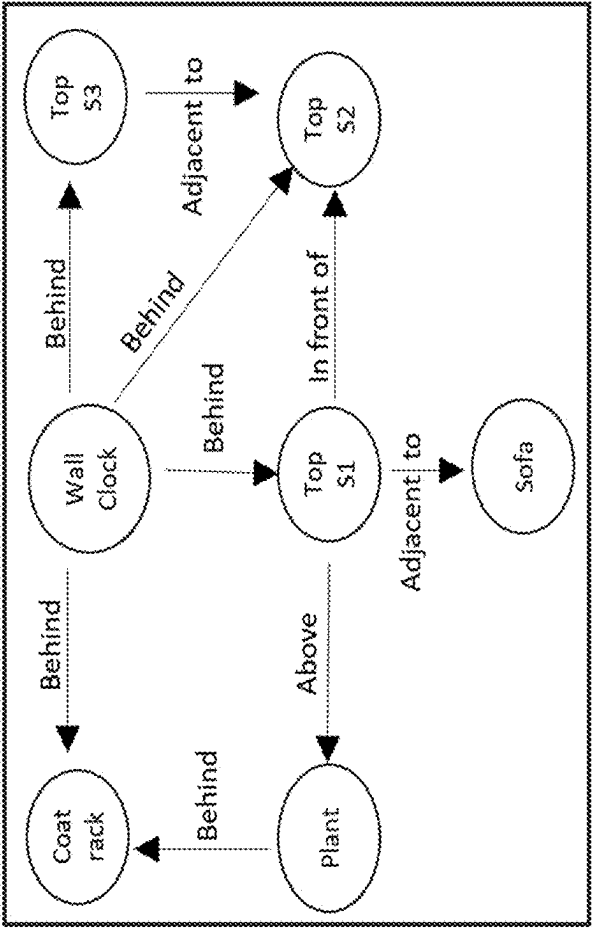 Coat
rack
Behind
Wall
Clock
Behind
Top
S3
Behind
Behind
Behind
Adjacent to
Plant
Above
Top
S1
In front of
Top
S2
Adjacent to
Sofa